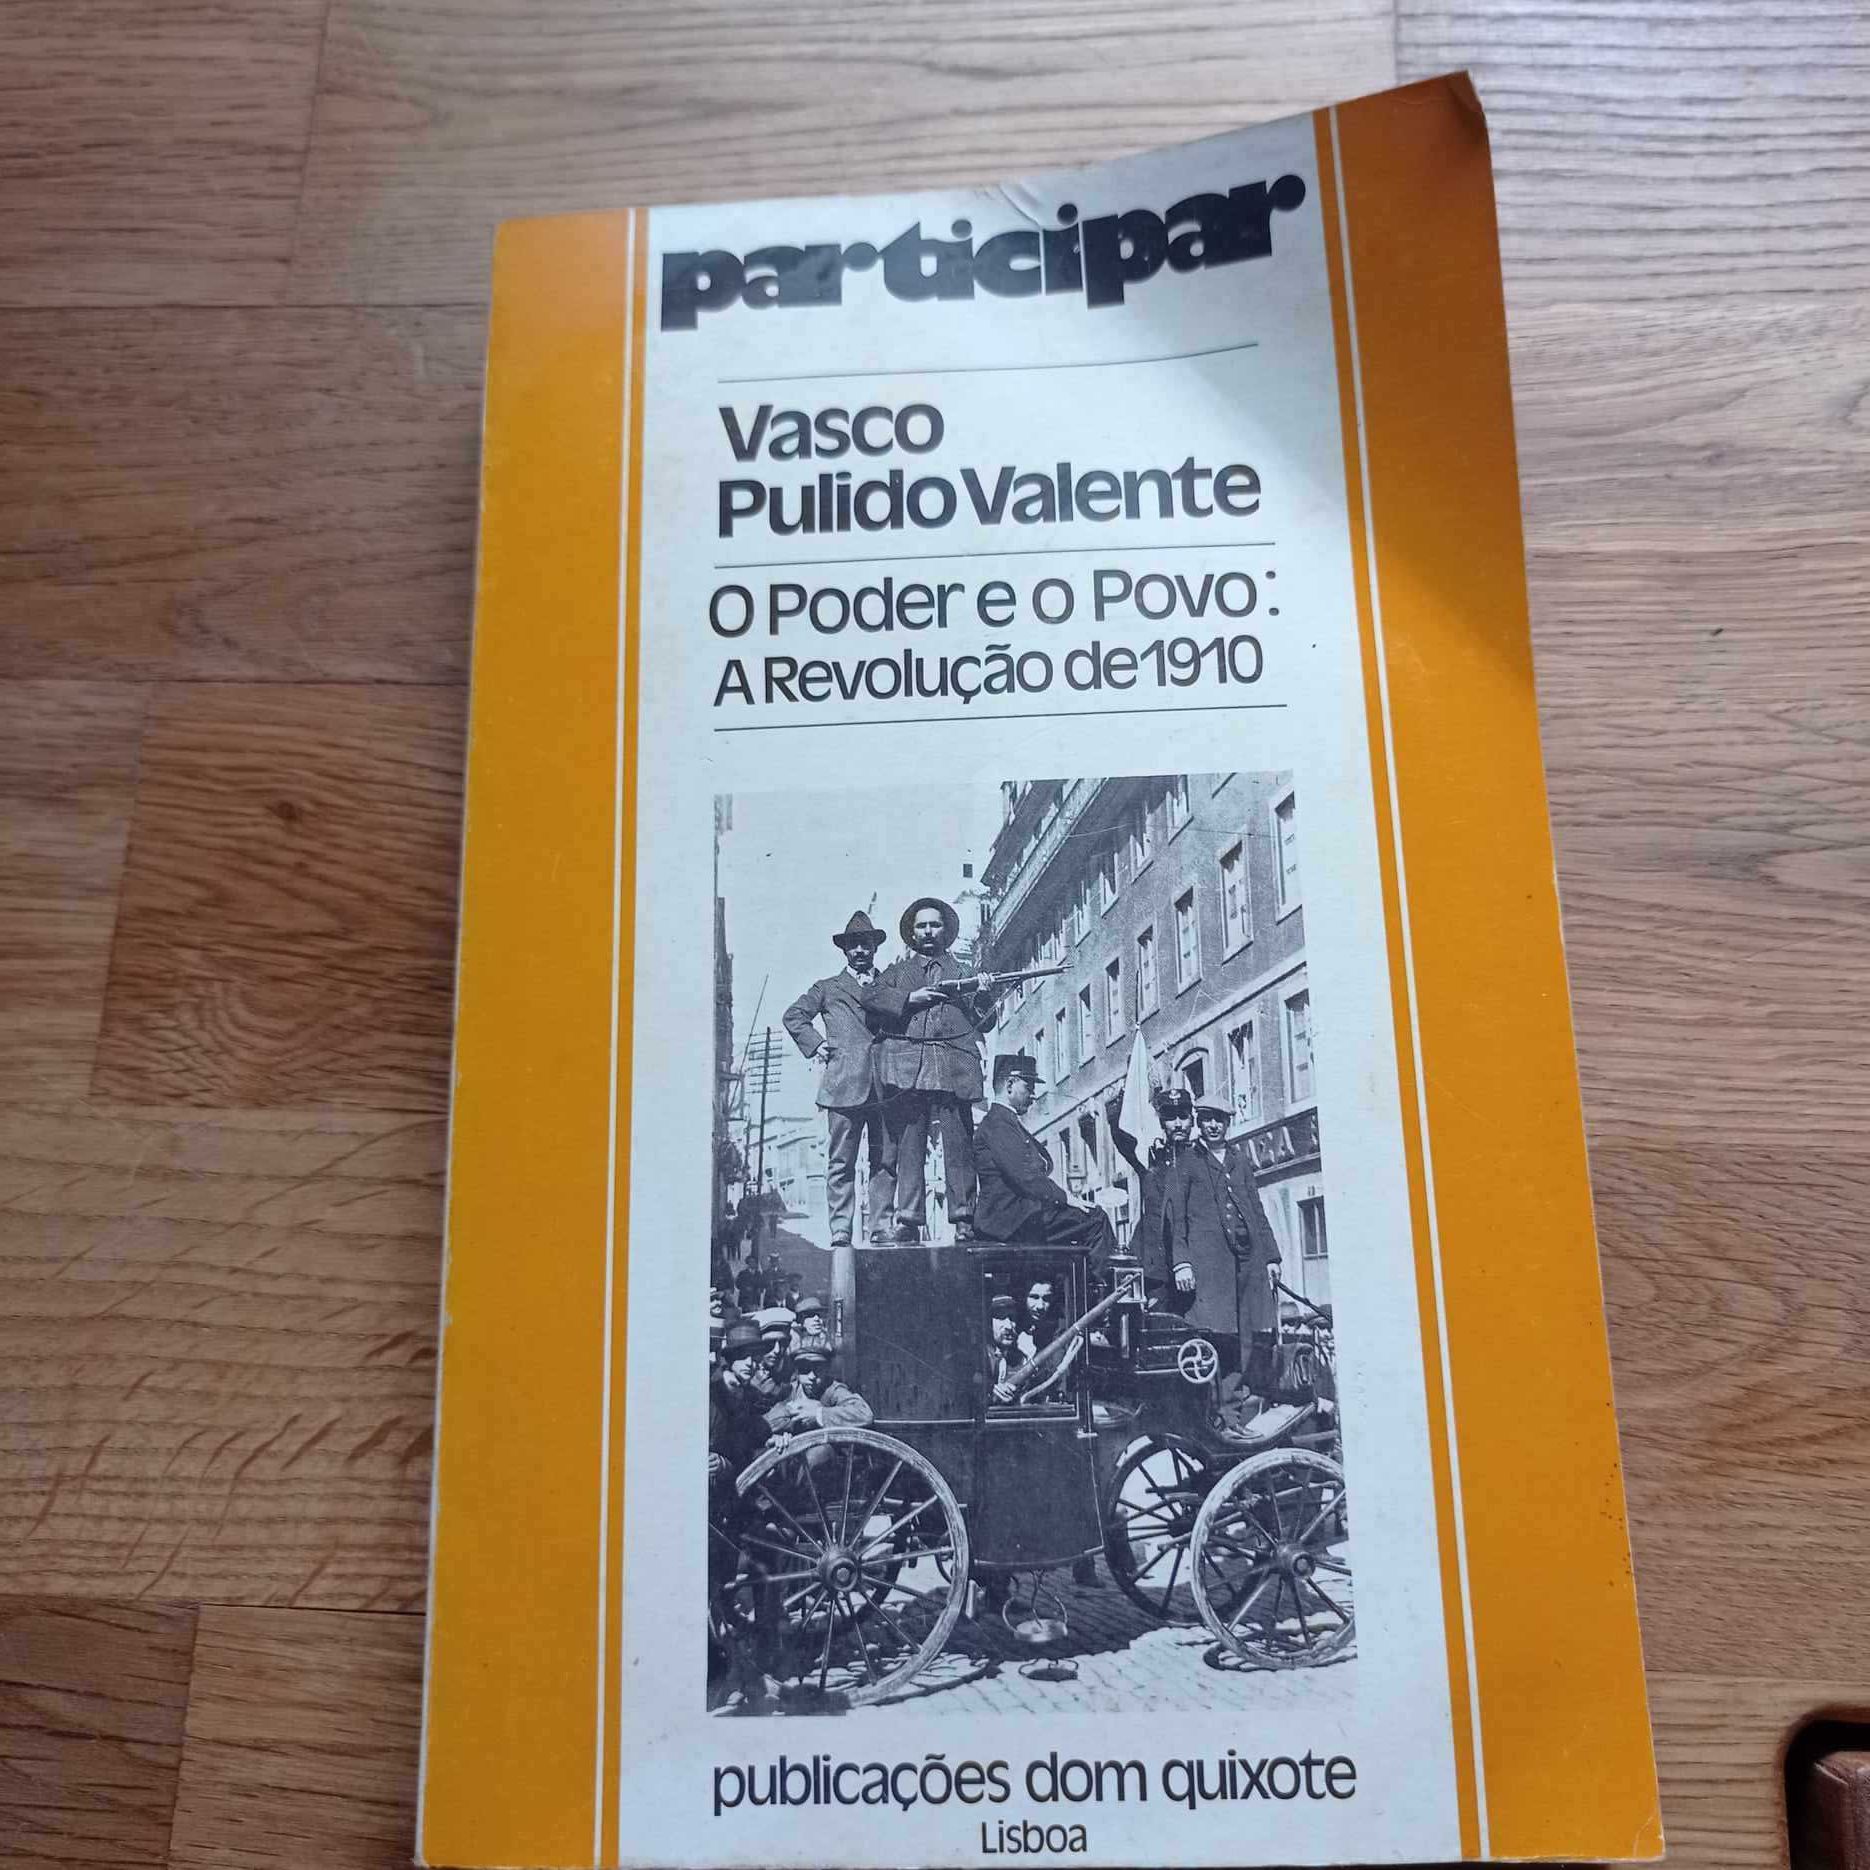 participar
Vasco
Pulido Valente
O Poder e o Povo:
A Revolução de 1910
publicações dom quixote
Lisboa